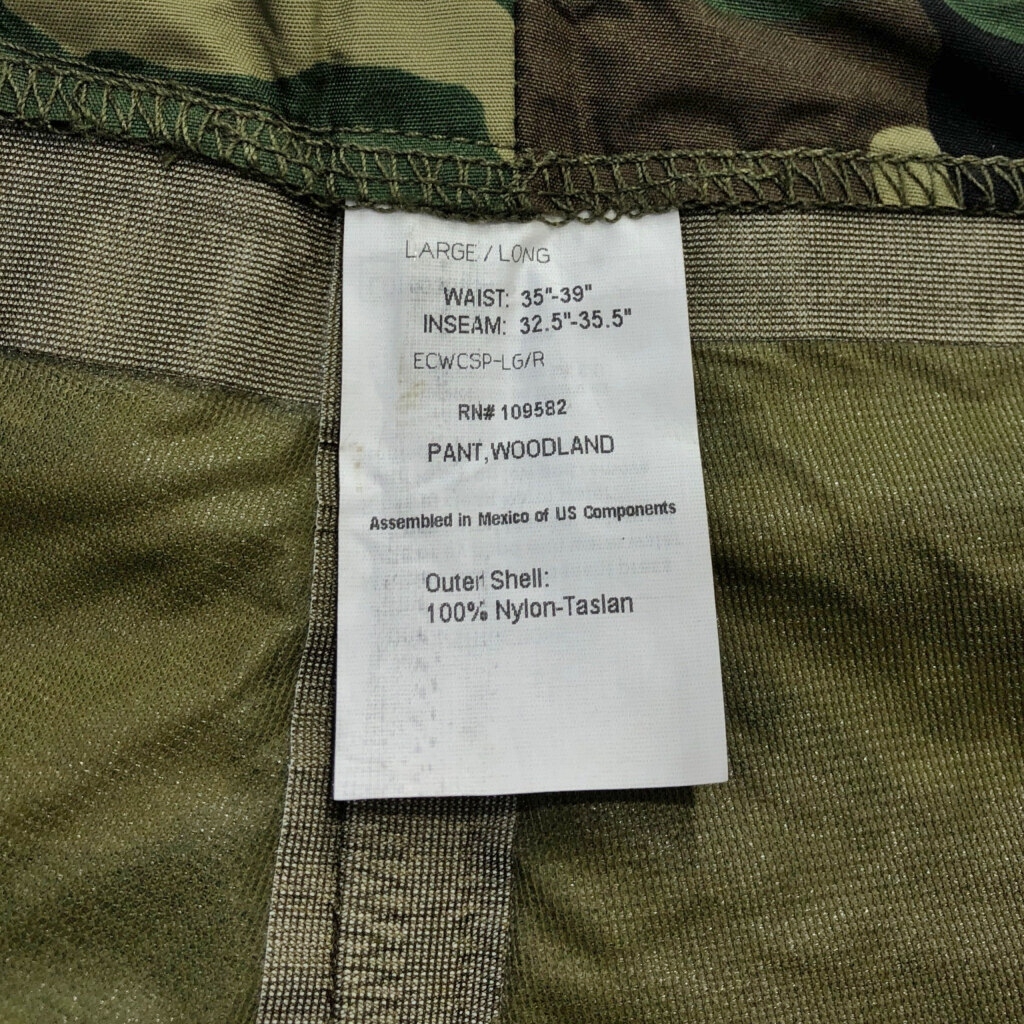 LARGE / LONG
WAIST: 35"-39"
INSEAM: 32.5"-35.5"
ECWCSP-LG/R
RN# 109582
PANT,WOODLAND
Assembled in Mexico of US Components
Outer Shell:
100% Nylon-Taslan